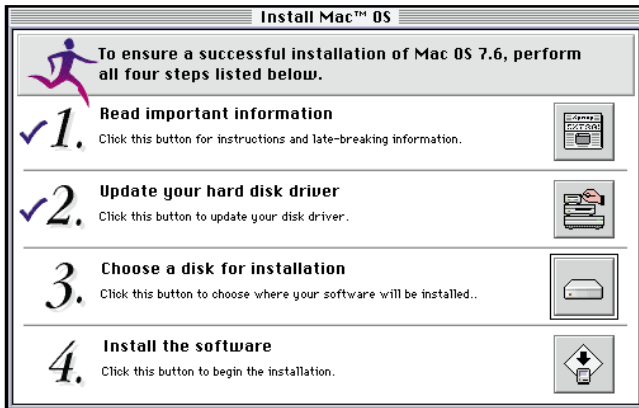 Install Mac™ OS
To ensure a successful installation of Mac OS 7.6, perform
all four steps listed below.
1. Read important information
Click this button for instructions and late-breaking information.
EXTRA!
2. Update your hard disk driver
Click this button to update your disk driver.
3. Choose a disk for installation
Click this button to choose where your software will be installed..
4. Install the software
Click this button to begin the installation.